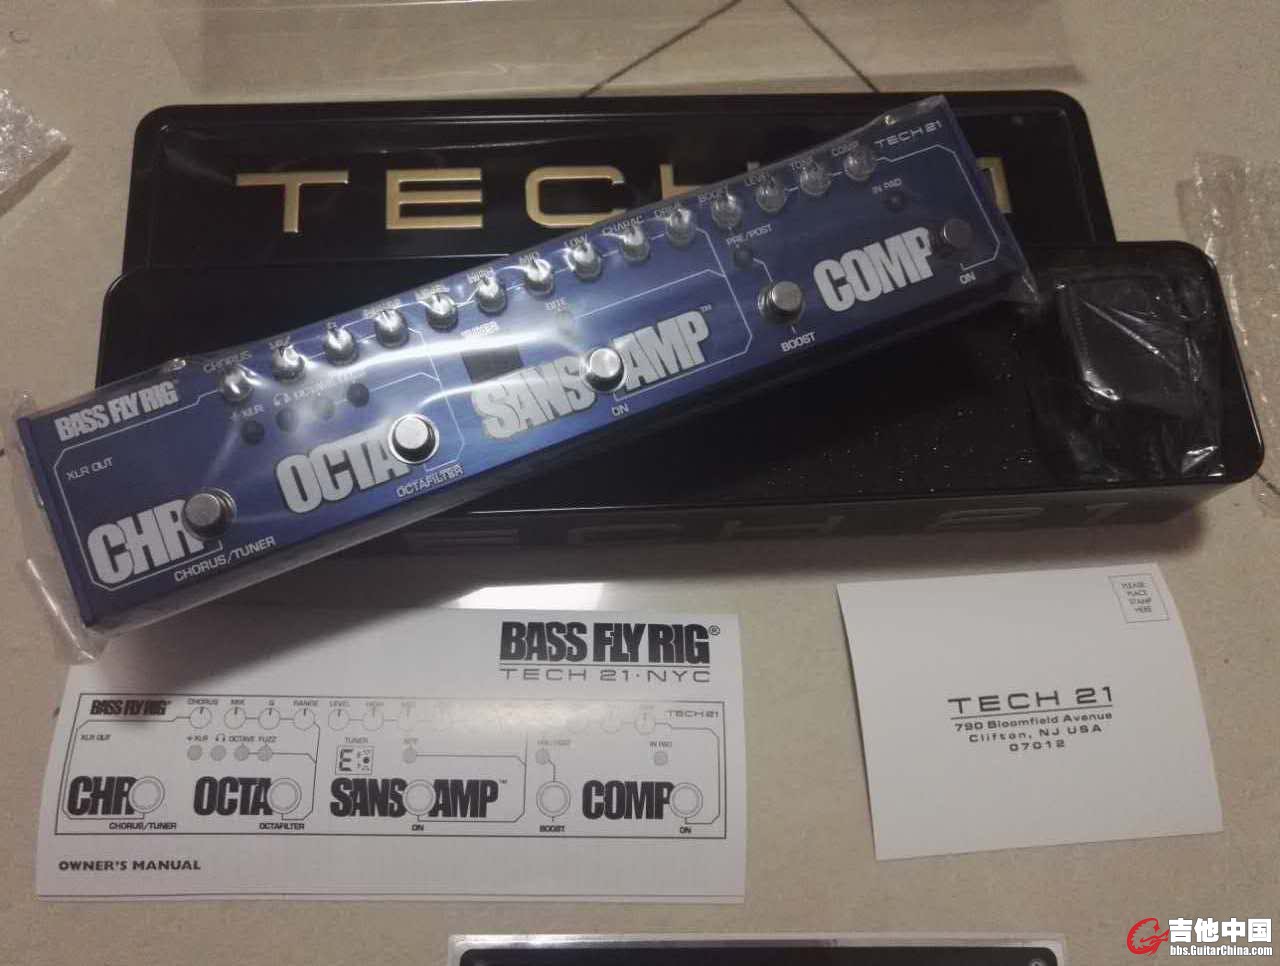 TECH 21
TECH 21
COMP
TONE
LEVEL
BOOST
DRIVE
CHARAC
LOW
MID
HIGH
LEVEL
RANGE
Q
MIX
CHORUS
IN PAD
PRE/POST
BITE
TUNER
BASS FLY RIG
XLR
XLR OUT
CHR
CHORUS/TUNER
OCTA
OCTAFILTER
SANS AMP™
ON
BOOST
COMP
ON
BASS FLY RIG®
TECH 21·NYC
BASS FLY RIG
CHORUS MIX Q RANGE LEVEL HIGH MID
TECH 21
XLR OUT
XLR OCTAVE FUZZ
TUNER
E
BITE
PRE/POST
IN PAD
CHR
OCTA
SANS AMP™
COMP
CHORUS/TUNER
OCTAFILTER
ON
BOOST
ON
OWNER'S MANUAL
PLEASE
PLACE
STAMP
HERE
TECH 21
790 Bloomfield Avenue
Clifton, NJ USA
07012
吉他中国
bbs.GuitarChina.com